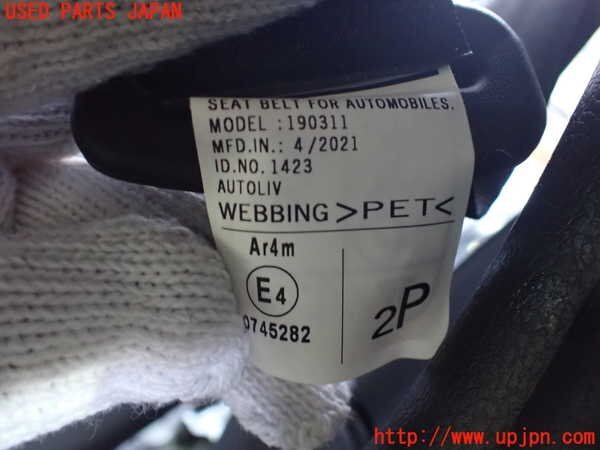 USED PARTS JAPAN
SEAT BELT FOR AUTOMOBILES.
MODEL :190311
MFD.IN.: 4/2021
ID.NO.1423
AUTOLIV
WEBBING >PET<
Ar4m
E4
0745282
2P
http://www.upjpn.com/